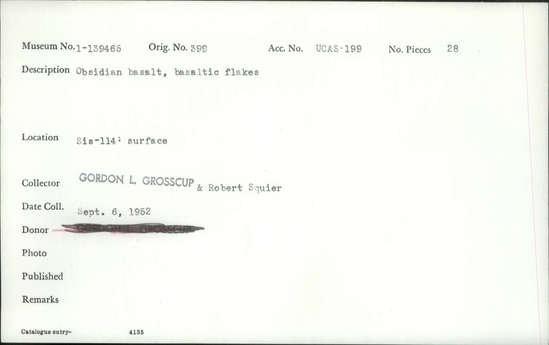 Museum No. 1-139465 Orig. No. 399 Acc. No. UCAS-199 No. Pieces 28
Description Obsidian basalt, basaltic flakes
Location Sis-114: surface
Collector GORDON L. GROSSCUP & Robert Squier
Date Coll. Sept. 6, 1952
Donor
Photo
Published
Remarks
Catalogue entry- 4135